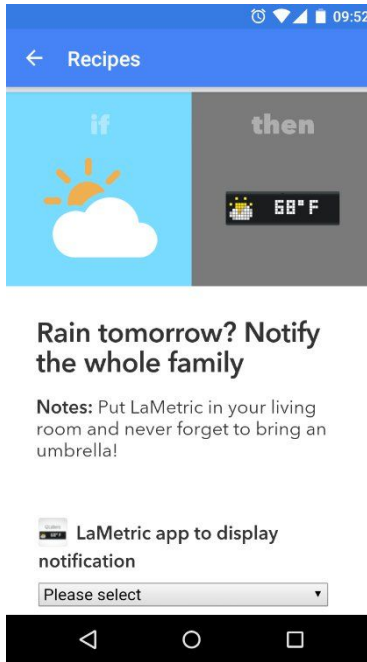 09:52
Recipes
if
then
68° F
Rain tomorrow? Notify
the whole family
Notes: Put LaMetric in your living
room and never forget to bring an
umbrella!
LaMetric app to display
notification
Please select